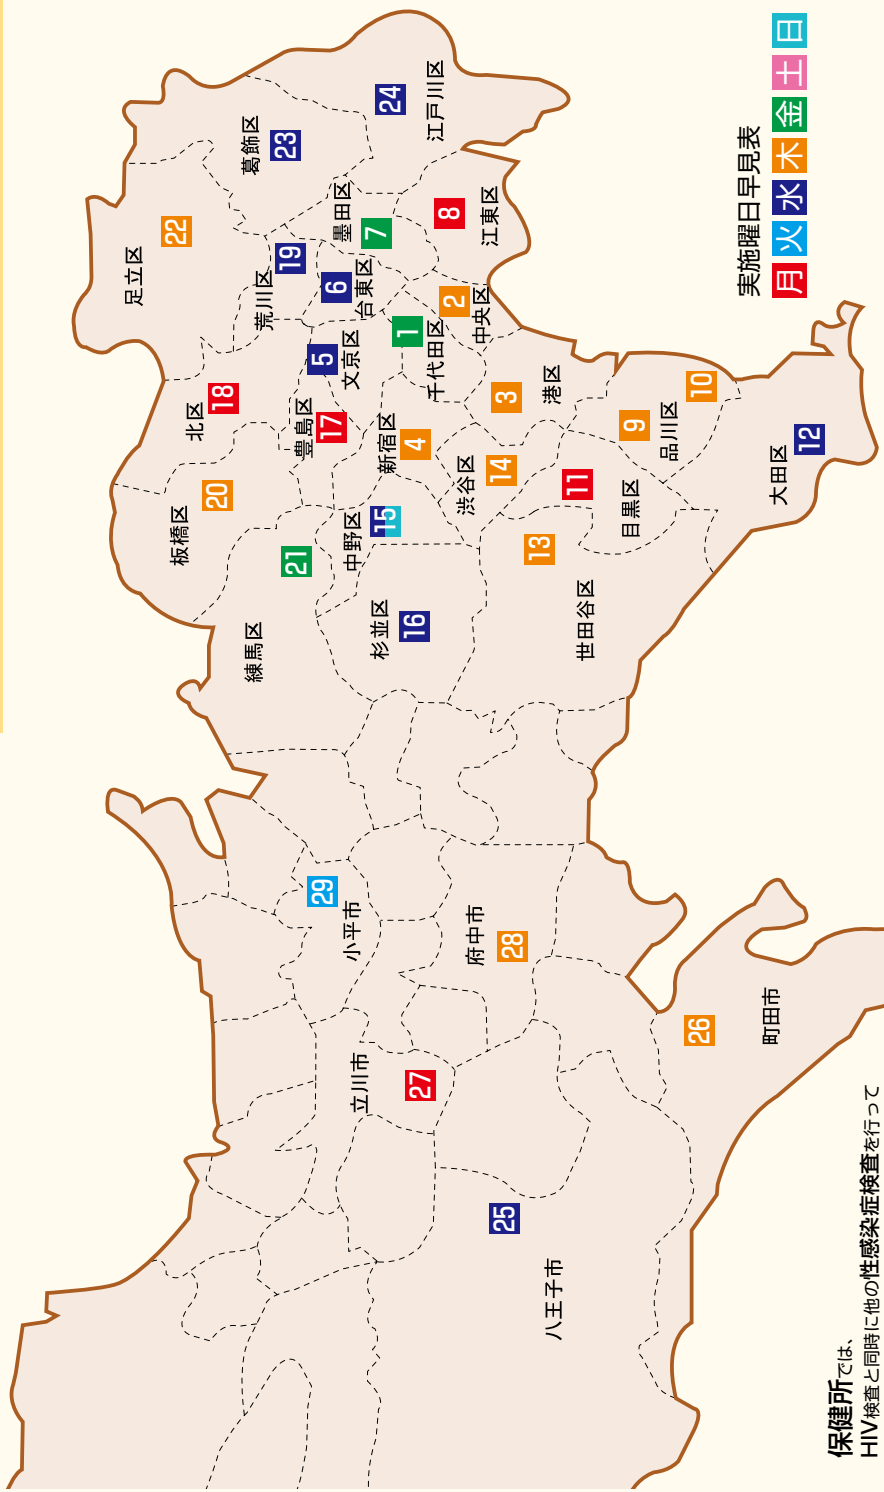 実施曜日早見表
月 火 水 木 金 土 日
足立区
22
葛飾区
23
江戸川区
24
荒川区
19
墨田区
7
江東区
8
台東区
6
文京区
5
千代田区
1
中央区
2
北区
18
豊島区
17
新宿区
4
港区
3
渋谷区
14
品川区
9
10
板橋区
20
練馬区
21
中野区
15
杉並区
16
目黒区
11
世田谷区
13
大田区
12
小平市
29
府中市
28
立川市
27
町田市
26
八王子市
25
保健所では、
HIV検査と同時に他の性感染症検査を行って